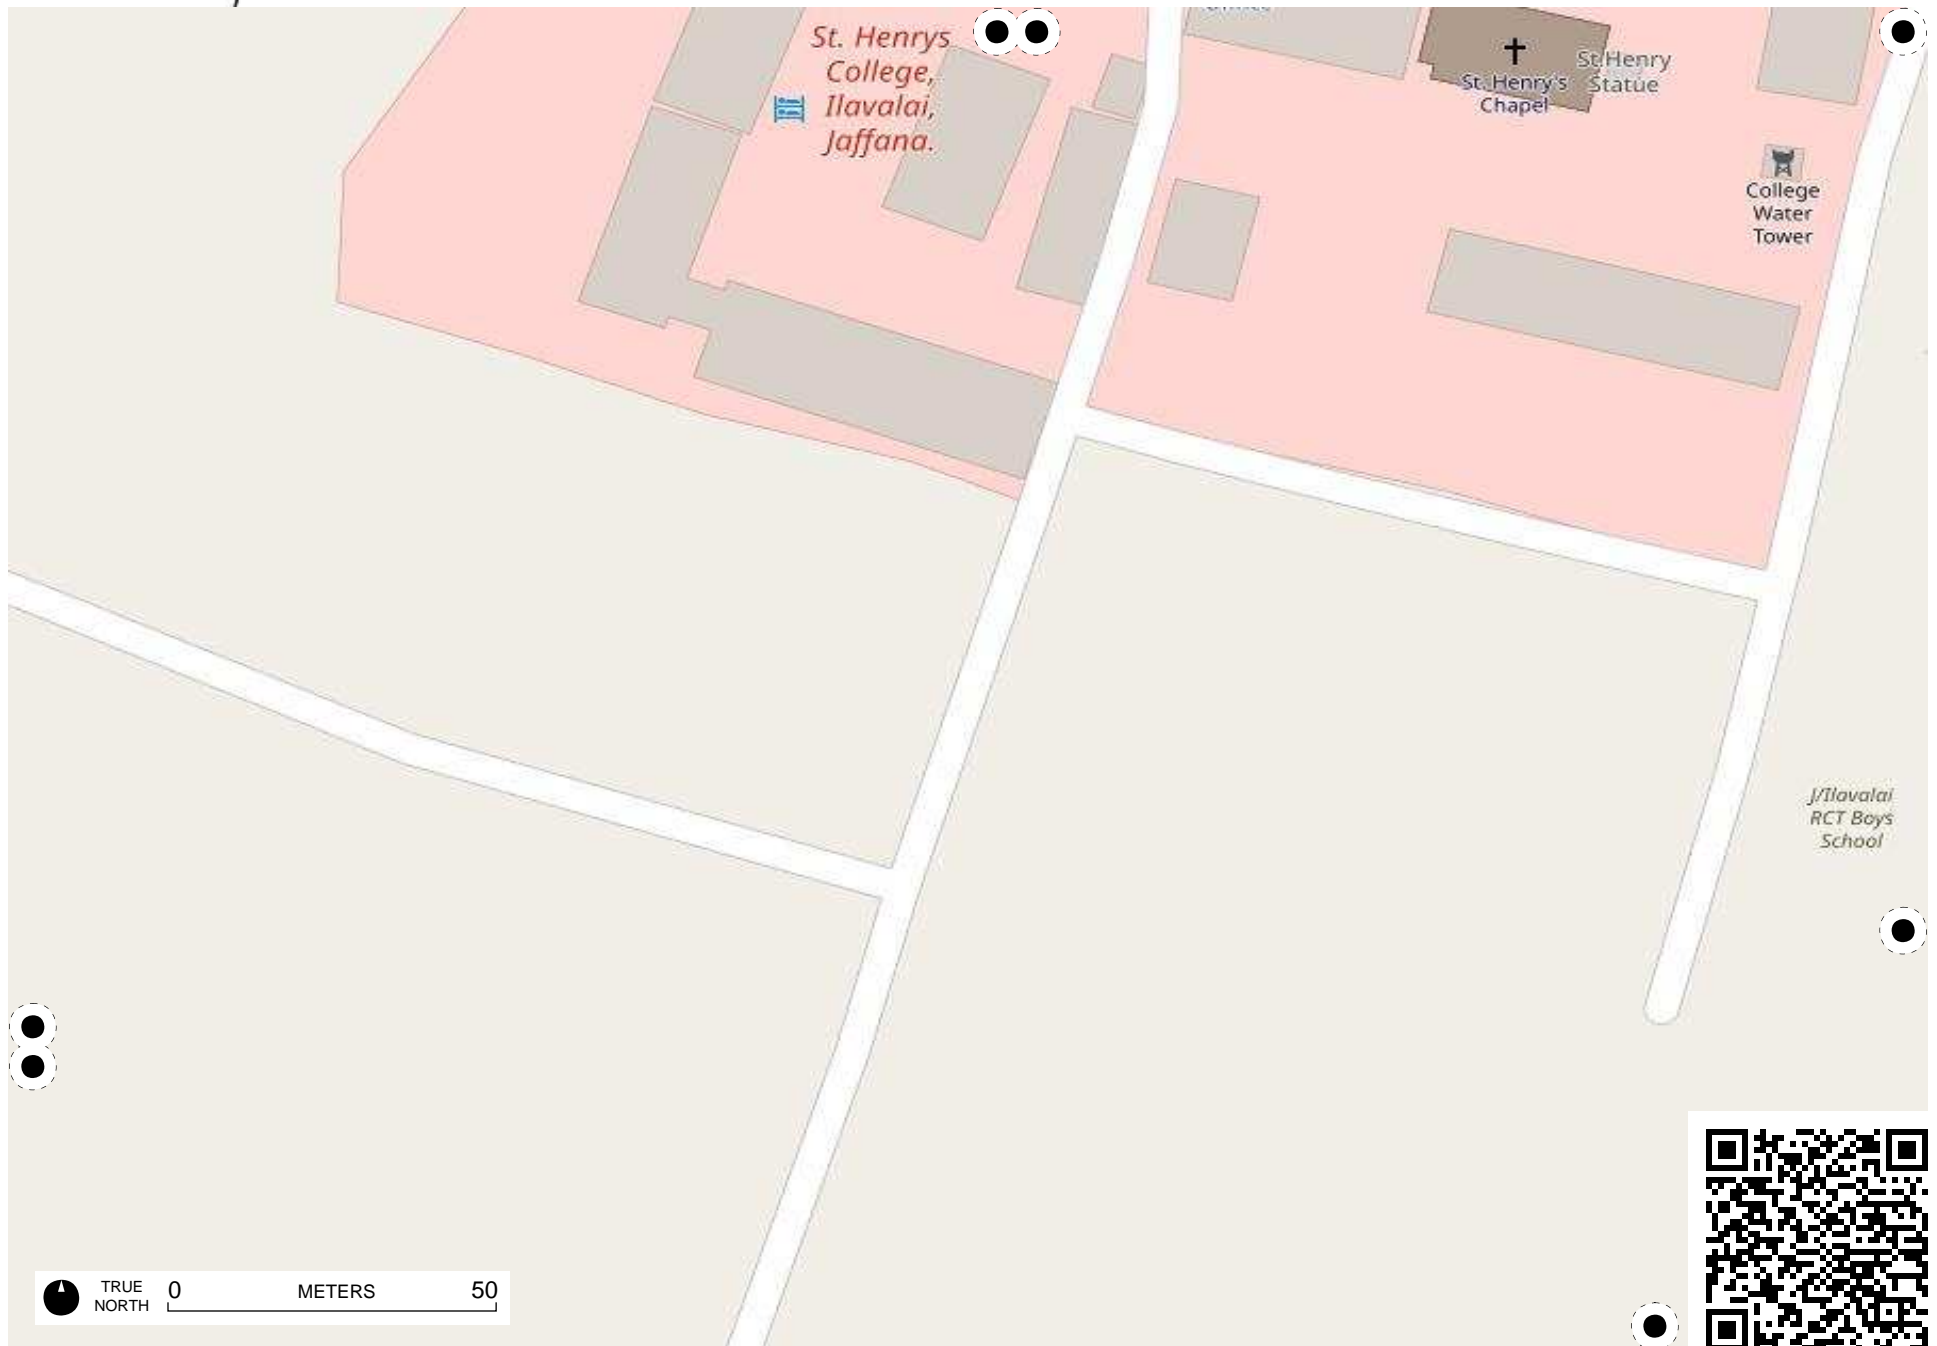 St. Henrys
College,
Ilavalai,
Jaffana.
St. Henry's
Chapel
St.Henry
Statue
College
Water
Tower
J/Ilavalai
RCT Boys
School
TRUE
NORTH
0 METERS 50